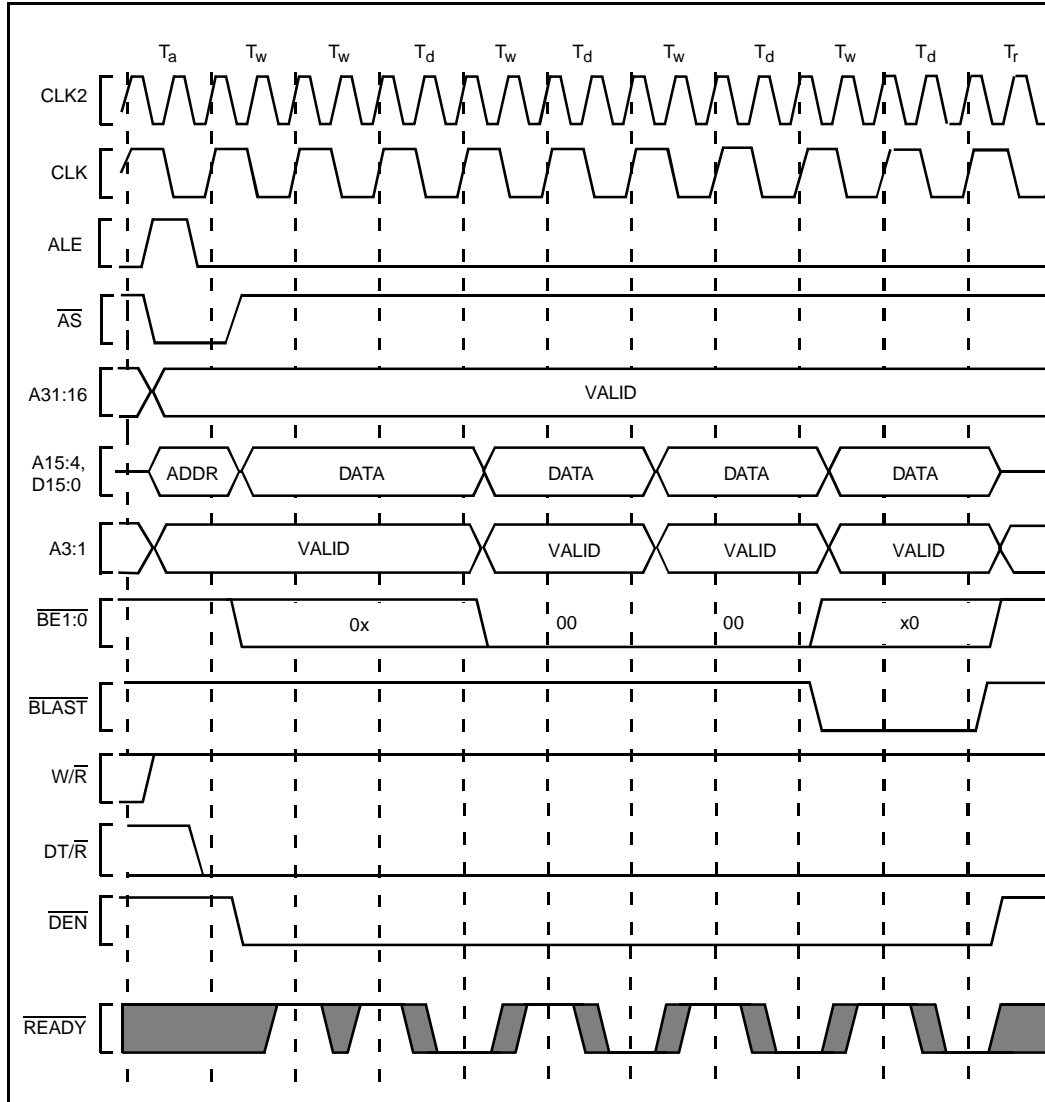 Ta Tw Tw Td Tw Td Tw Td Tw Td Tr
CLK2
CLK
ALE
AS
A31:16 VALID
A15:4,
D15:0 ADDR DATA DATA DATA DATA
A3:1 VALID VALID VALID VALID
BE1:0 0x 00 00 x0
BLAST
W/R
DT/R
DEN
READY